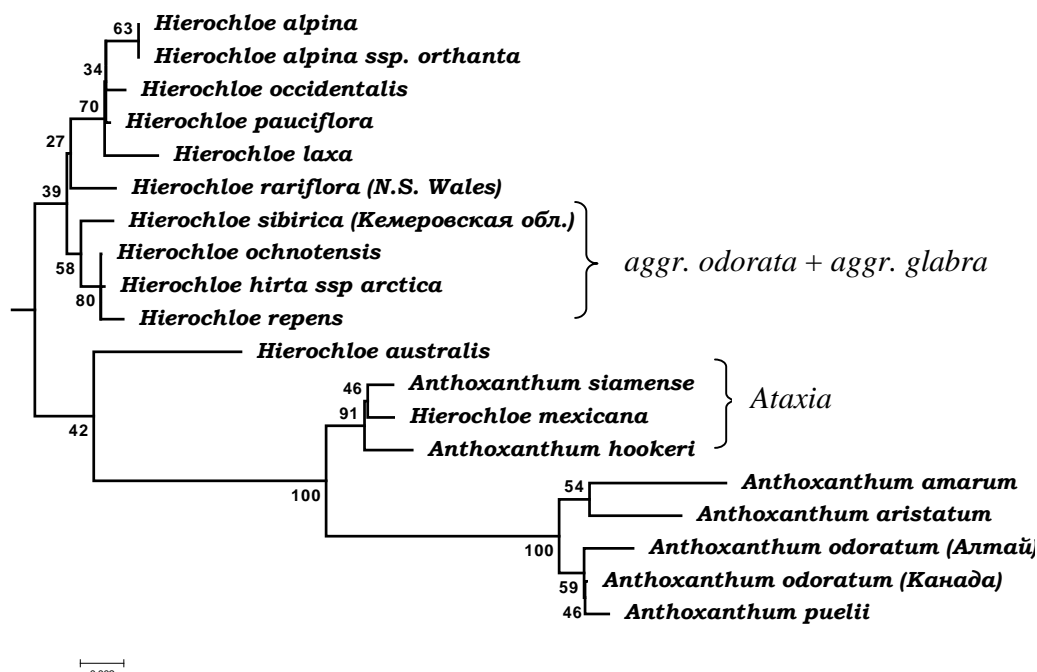 63
Hierochloe alpina
Hierochloe alpina ssp. orthanta
34
Hierochloe occidentalis
70
Hierochloe pauciflora
27
Hierochloe laxa
39
Hierochloe rariflora (N.S. Wales)
Hierochloe sibirica (Кемеровская обл.)
Hierochloe ochnotensis
58
aggr. odorata + aggr. glabra
Hierochloe hirta ssp arctica
80
Hierochloe repens
Hierochloe australis
46
Anthoxanthum siamense
91
Hierochloe mexicana
Ataxia
42
Anthoxanthum hookeri
100
54
Anthoxanthum amarum
Anthoxanthum aristatum
100
Anthoxanthum odoratum (Алтай)
59
Anthoxanthum odoratum (Канада)
46
Anthoxanthum puelii